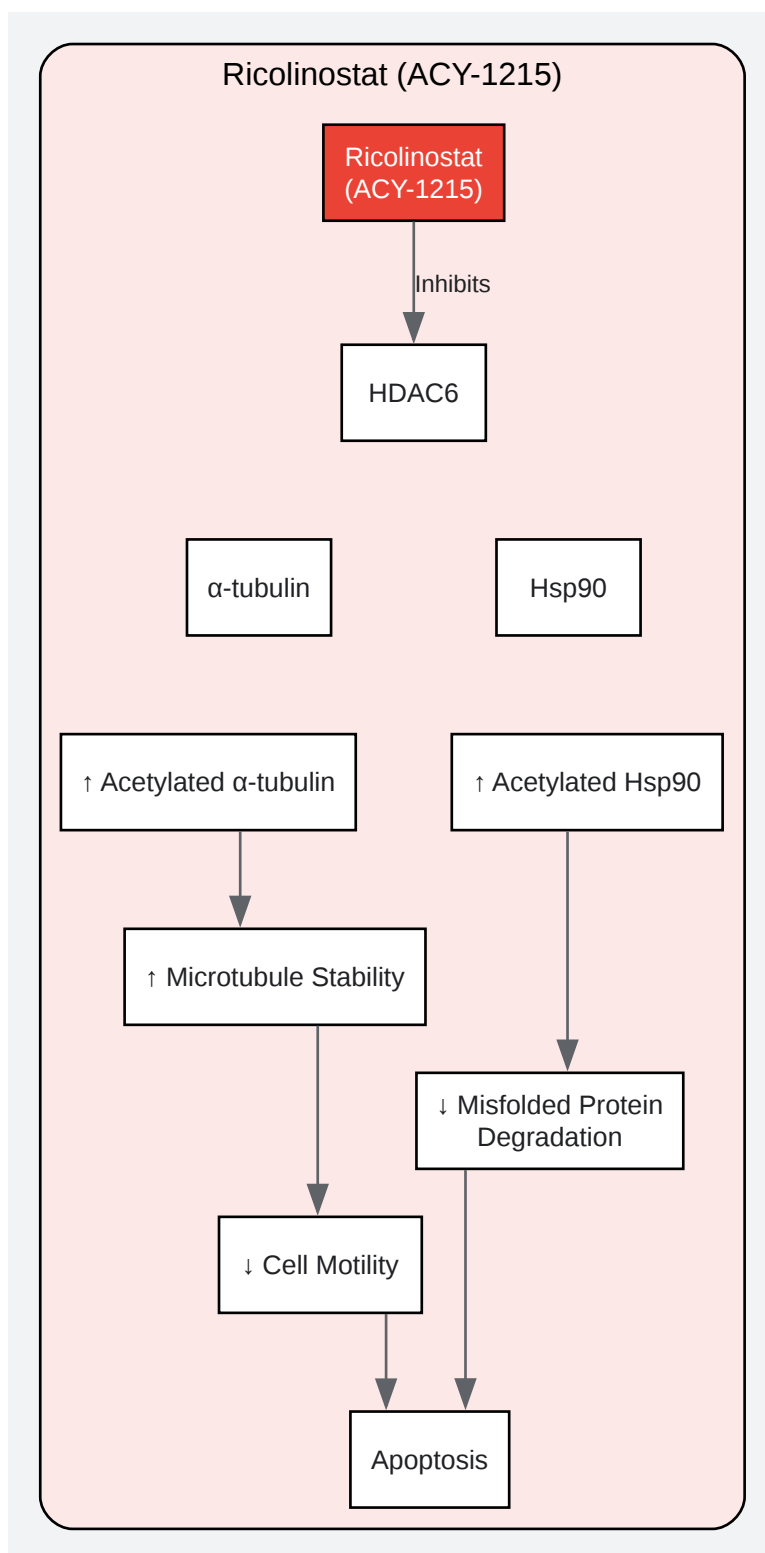 Ricolinostat (ACY-1215)
Ricolinostat
(ACY-1215)
Inhibits
HDAC6
α-tubulin
Hsp90
↑ Acetylated α-tubulin
↑ Acetylated Hsp90
↑ Microtubule Stability
↓ Misfolded Protein
Degradation
↓ Cell Motility
Apoptosis